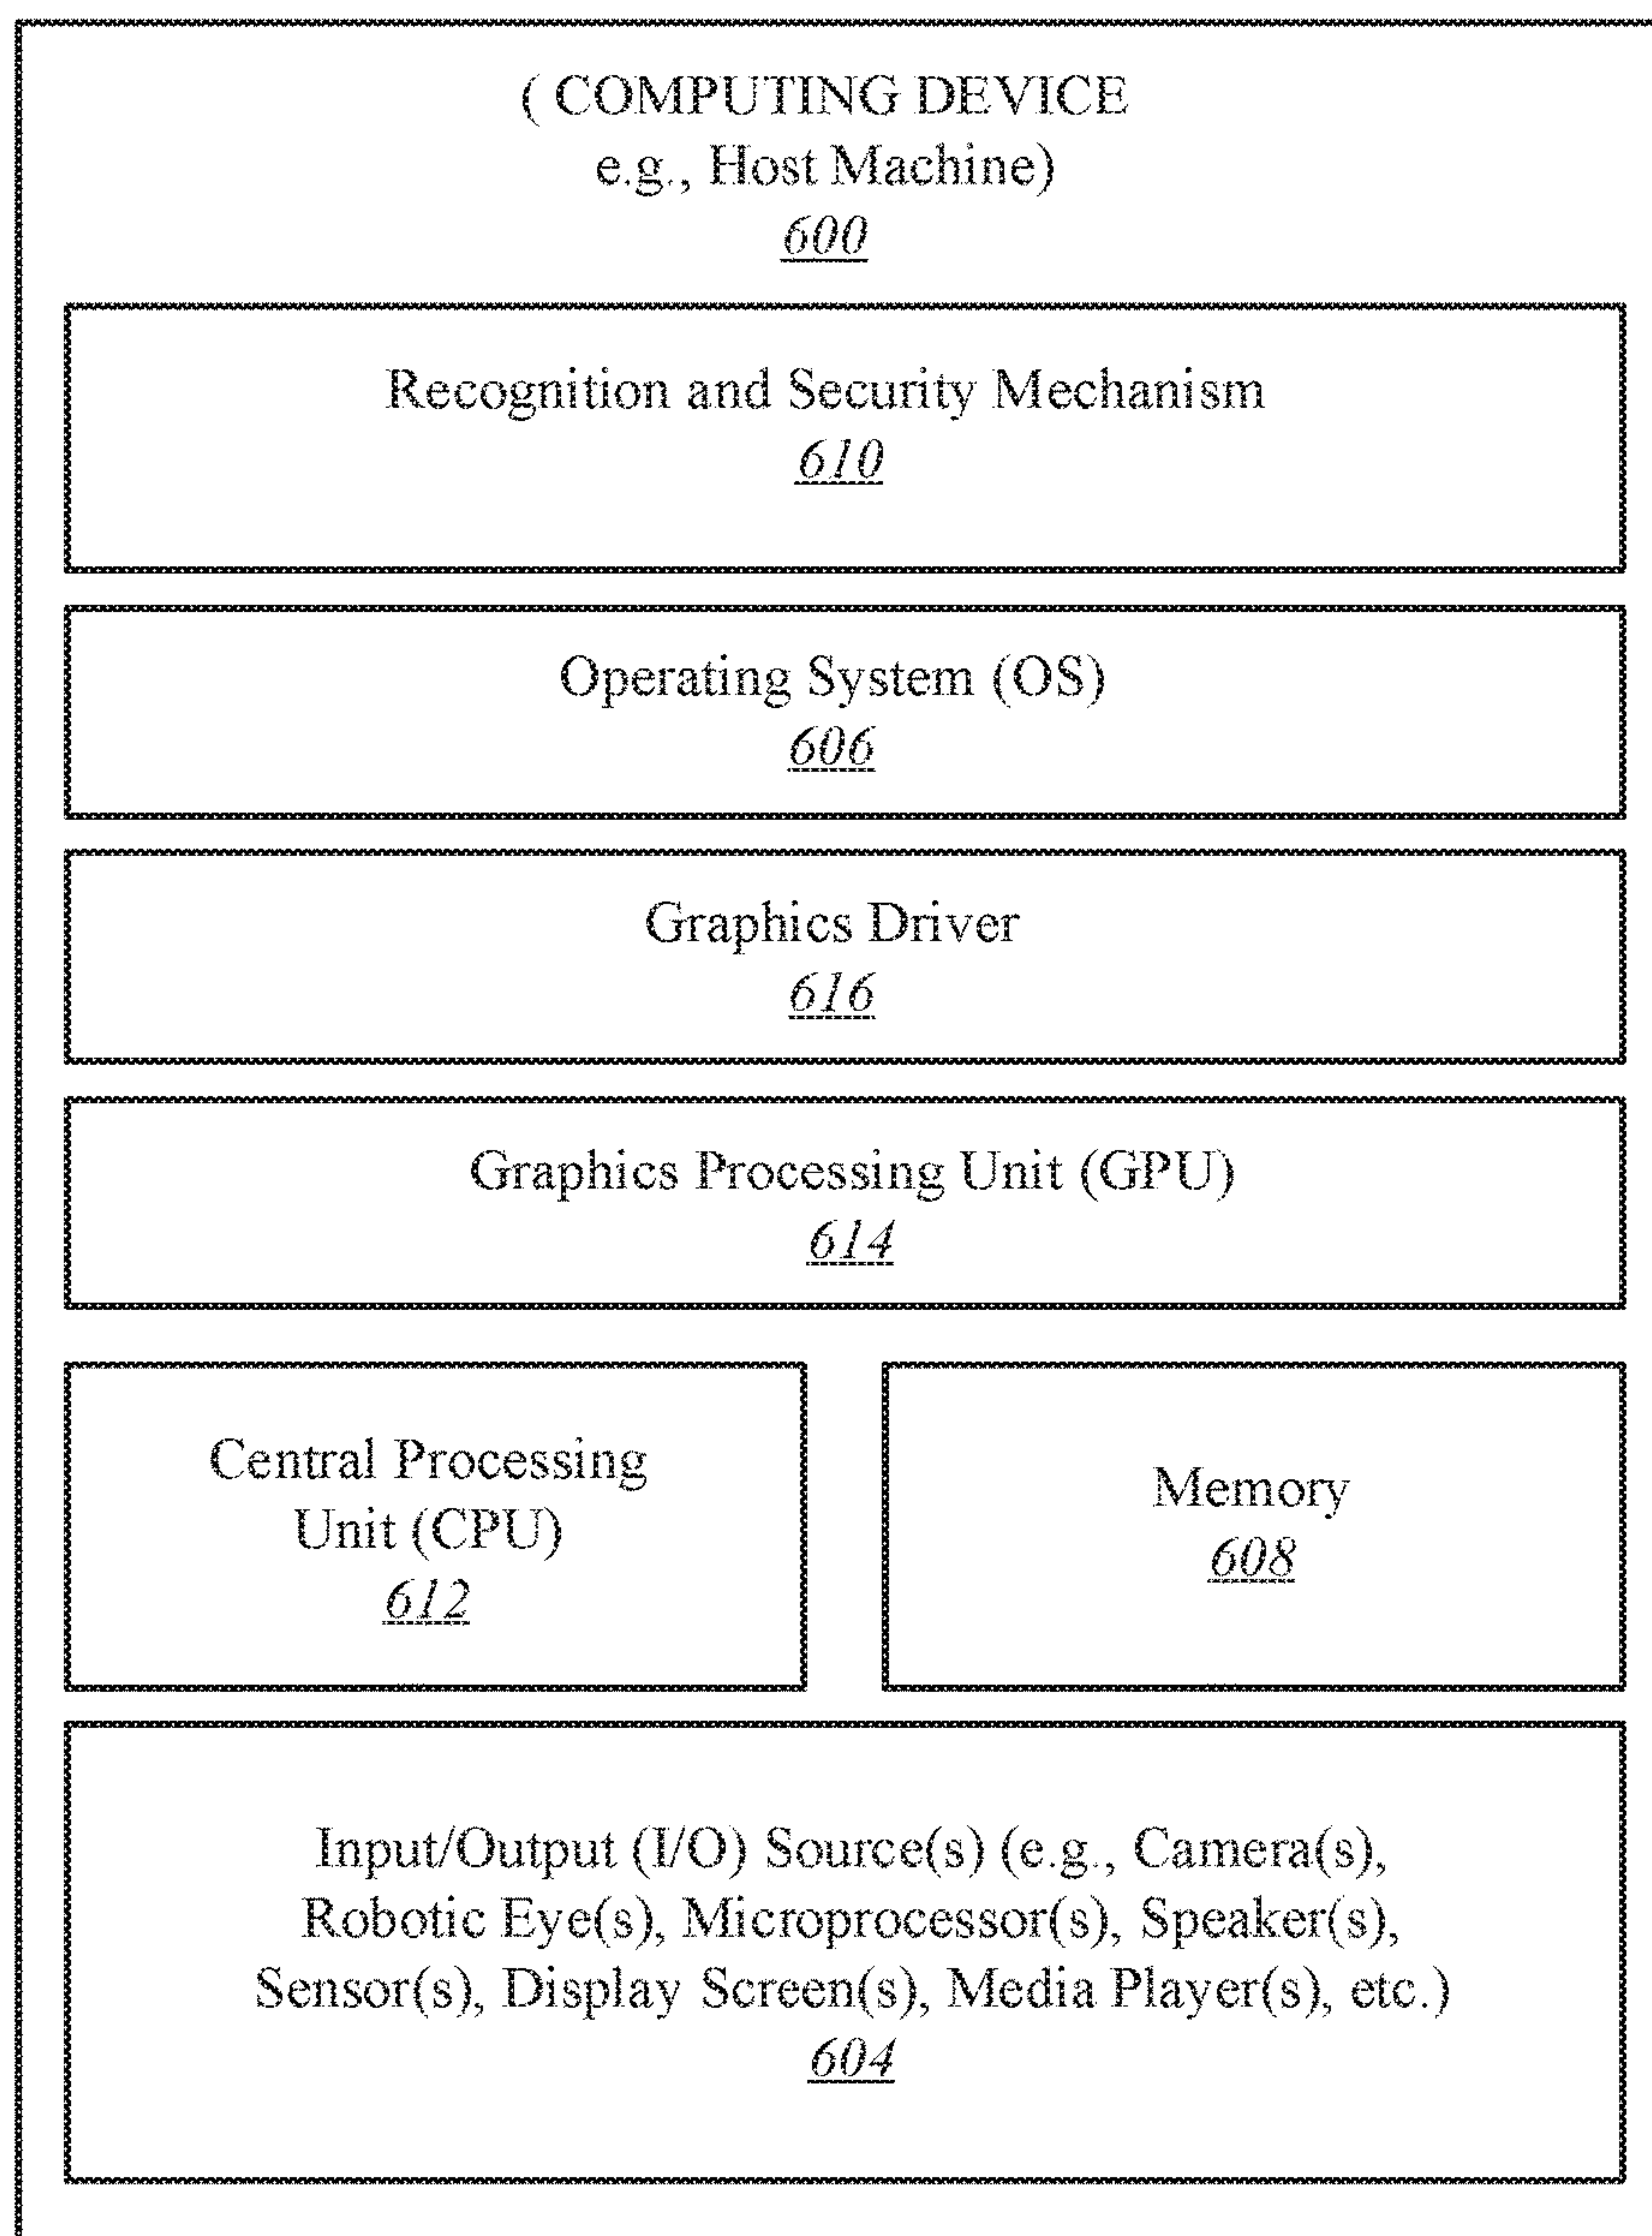 ( COMPUTING DEVICE
e.g., Host Machine)
600
Recognition and Security Mechanism
610
Operating System (OS)
606
Graphics Driver
616
Graphics Processing Unit (GPU)
614
Central Processing
Unit (CPU)
612
Memory
608
Input/Output (I/O) Source(s) (e.g., Camera(s),
Robotic Eye(s), Microprocessor(s), Speaker(s),
Sensor(s), Display Screen(s), Media Player(s), etc.)
604